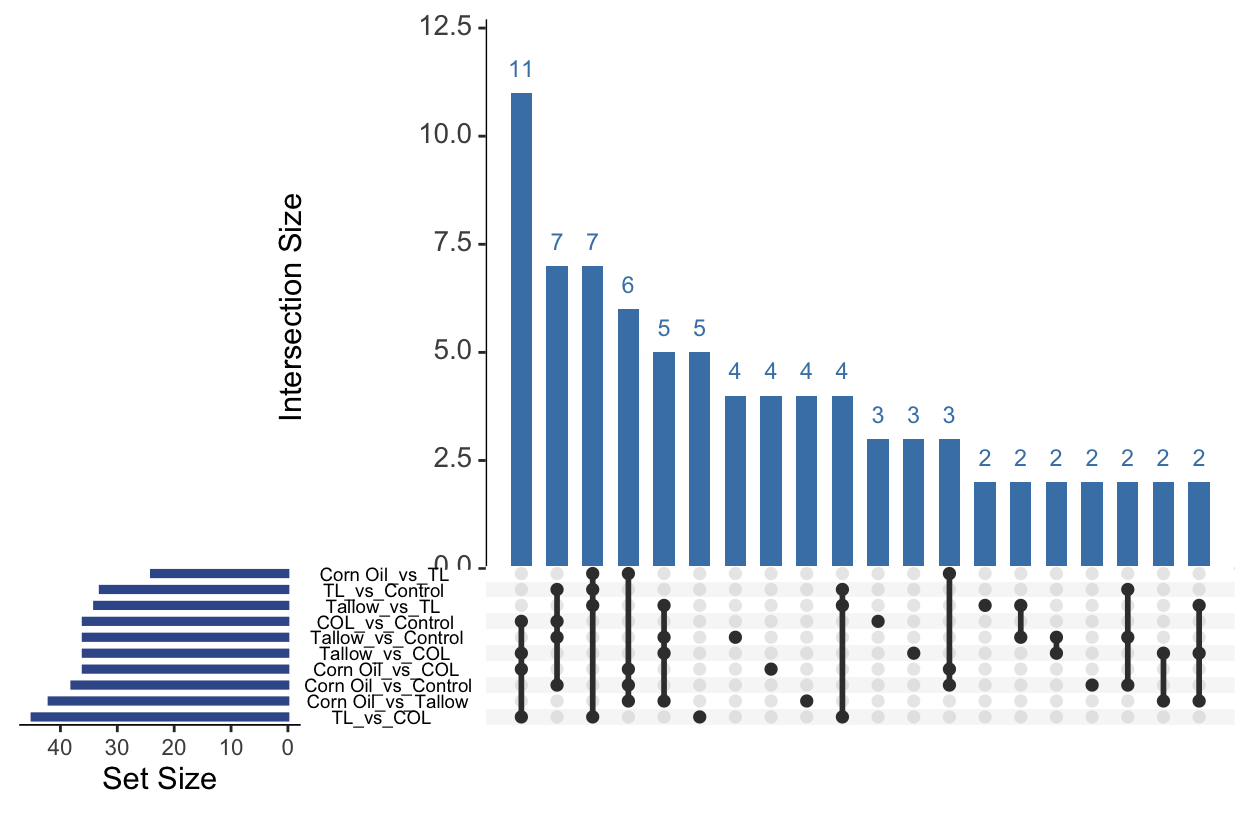 12.5
10.0
7.5
5.0
2.5
0.0
Intersection Size
11
7
7
6
5
5
4
4
4
4
3
3
3
2
2
2
2
2
2
2
Corn Oil_vs_TL
TL_vs_Control
Tallow_vs_TL
COL_vs_Control
Tallow_vs_Control
Tallow_vs_COL
Corn Oil_vs_COL
Corn Oil_vs_Control
Corn Oil_vs_Tallow
TL_vs_COL
40 30 20 10 0
Set Size